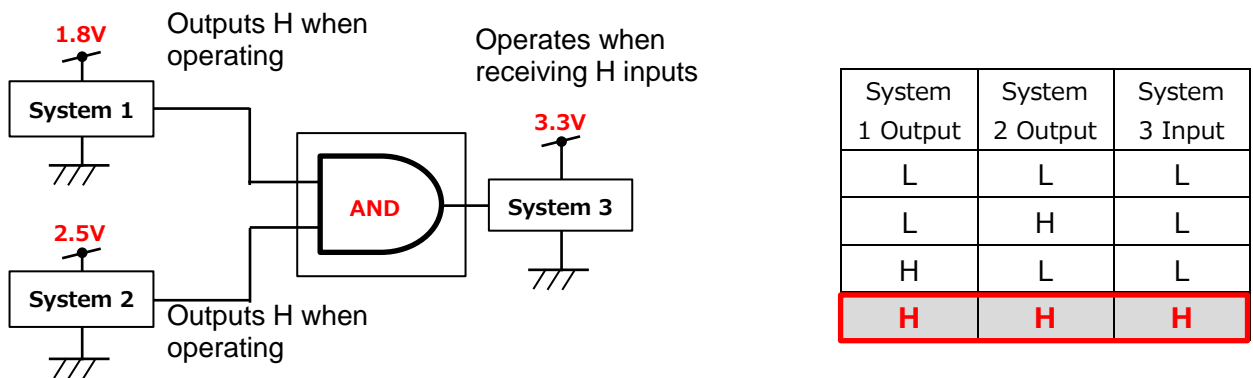 1.8V
Outputs H when
operating
System 1
Operates when
receiving H inputs
3.3V
AND
System 3
2.5V
System 2
Outputs H when
operating
System System System
1 Output 2 Output 3 Input
L L L
L H L
H L L
H H H